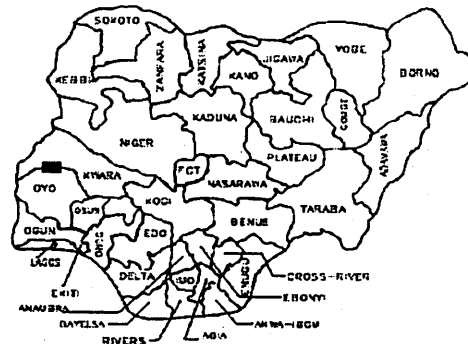 SOKOTO
KEBBI
ZAMFARA
KATSINA
KANO
JIGAWA
YOBE
BORNO
KADUNA
BAUCHI
GOMBE
ADAMAWA
NIGER
PLATEAU
FCT
NASARAWA
TARABA
KWARA
OYO
KOGI
BENUE
OSUN
OGUN
LAGOS
ONDO
EDO
EKITI
DELTA
IMO
ENUGU
CROSS-RIVER
EBONYI
ANAMBRA
BAYELSA
RIVERS
ABIA
AKWA-IBOM